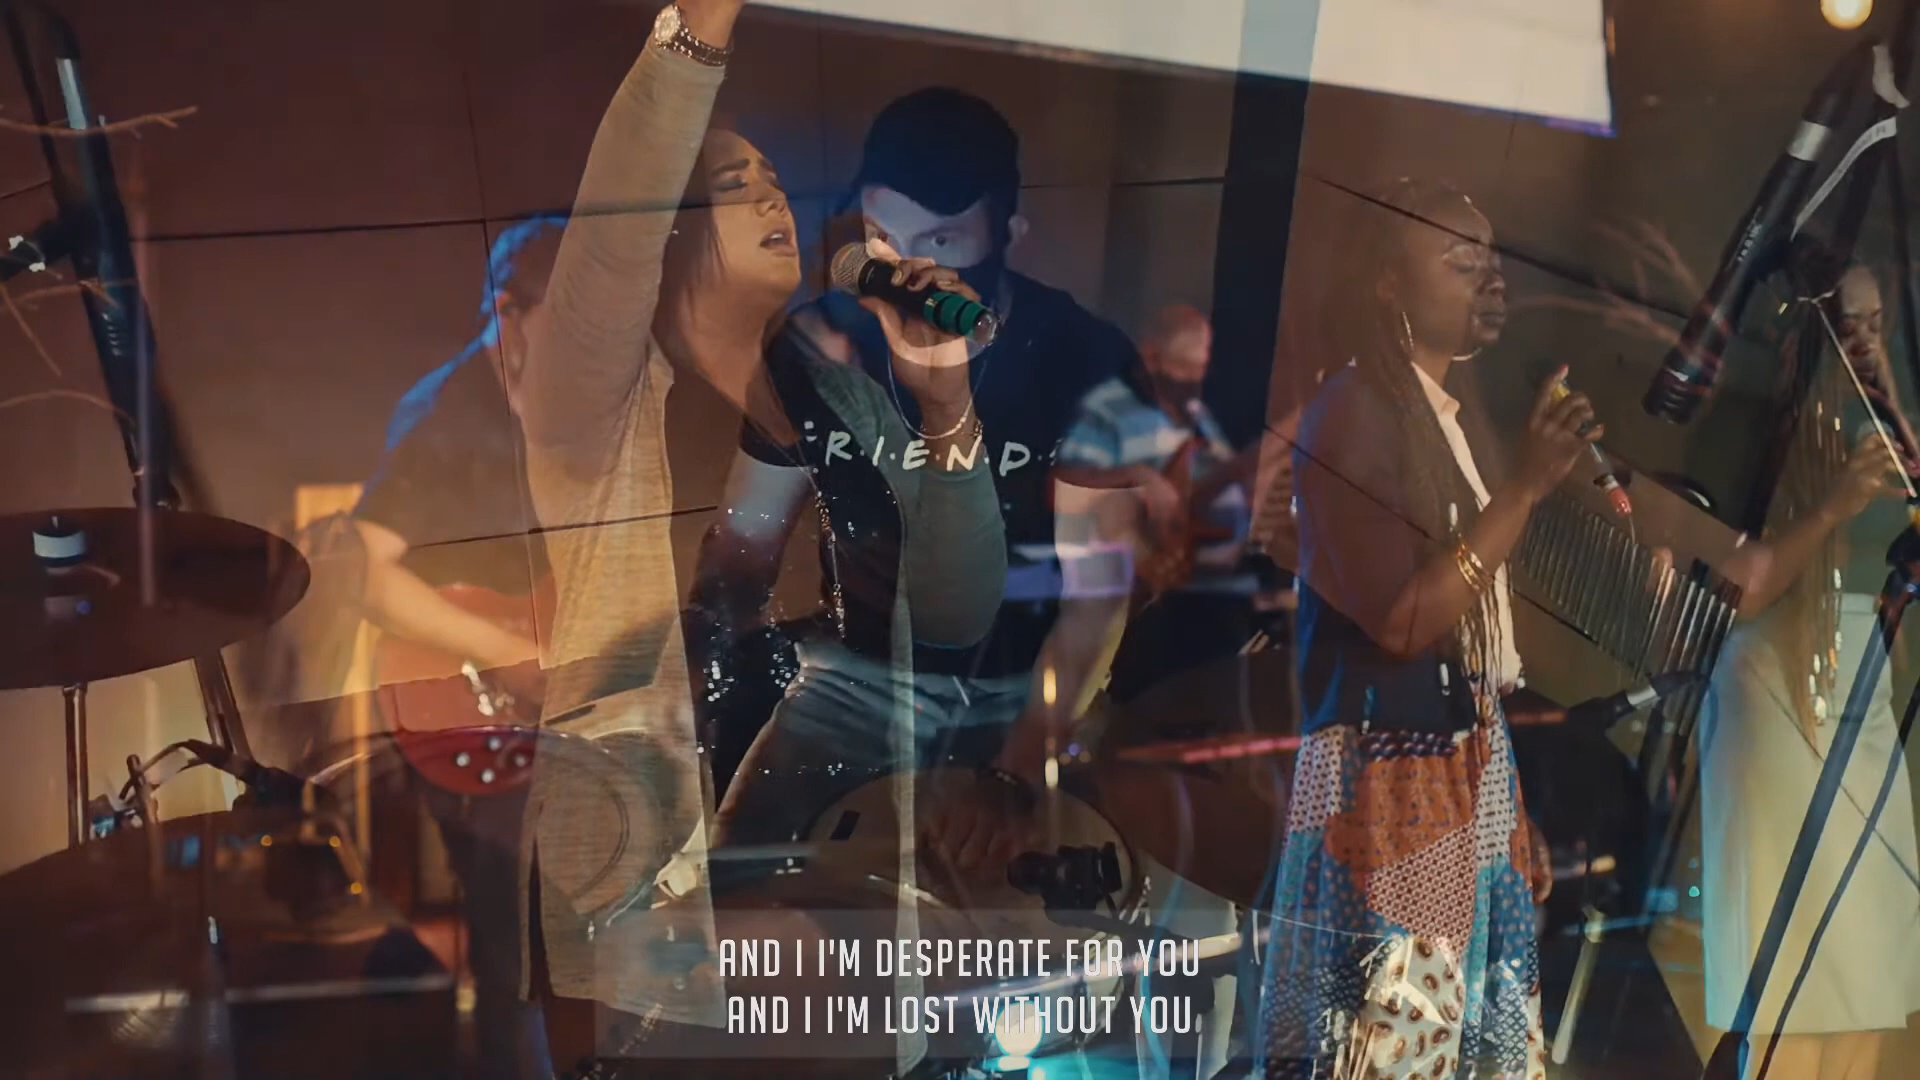 R.I.E.N.D.
AND I I'M DESPERATE FOR YOU
AND I I'M LOST WITHOUT YOU